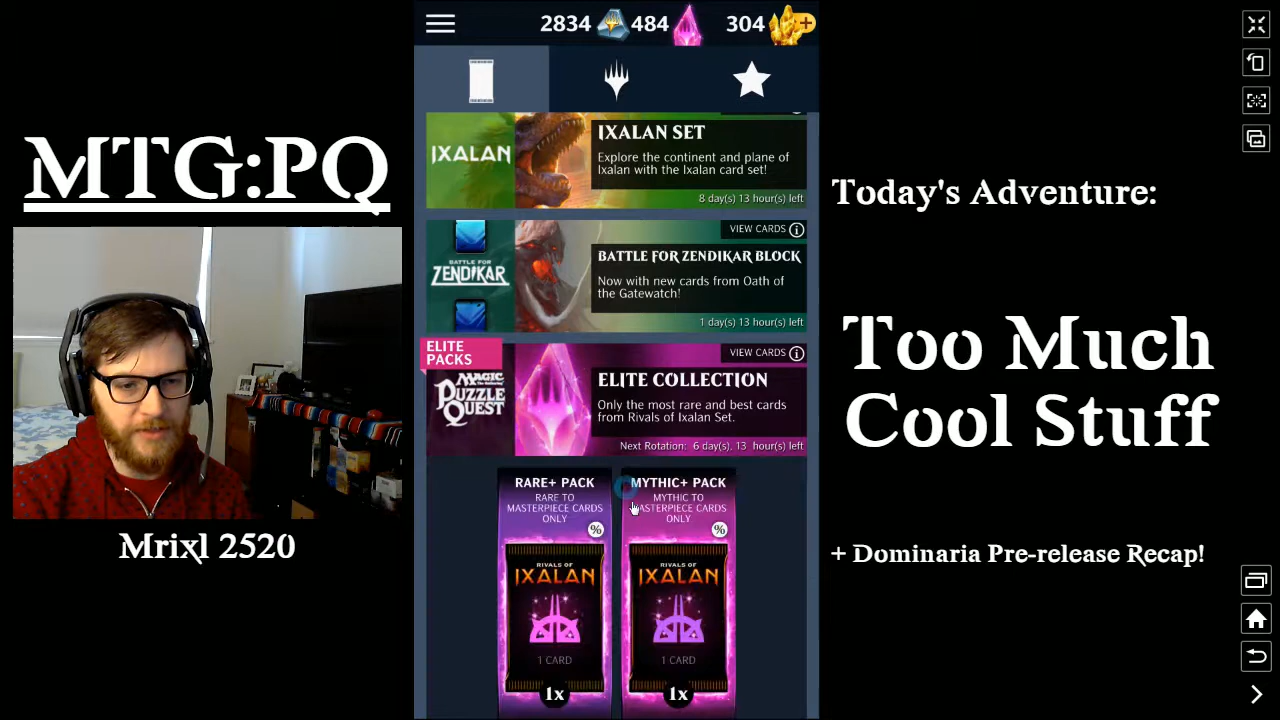 2834 484 304
MTG:PQ
Mrixl 2520
IXALAN
IXALAN SET
Explore the continent and plane of
Ixalan with the Ixalan card set!
8 day(s) 13 hour(s) left
VIEW CARDS
BATTLE FOR
ZENDIKAR
BATTLE FOR ZENDIKAR BLOCK
Now with new cards from Oath of
the Gatewatch!
1 day(s) 13 hour(s) left
ELITE
PACKS
VIEW CARDS
MAGIC
PUZZLE
QUEST
ELITE COLLECTION
Only the most rare and best cards
from Rivals of Ixalan Set.
Next Rotation: 6 day(s), 13 hour(s) left
RARE+ PACK
RARE TO
MASTERPIECE CARDS
ONLY
%
RIVALS OF
IXALAN
1 CARD
1x
MYTHIC+ PACK
MYTHIC TO
MASTERPIECE CARDS
ONLY
%
RIVALS OF
IXALAN
1 CARD
1x
Today's Adventure:
Too Much
Cool Stuff
+ Dominaria Pre-release Recap!